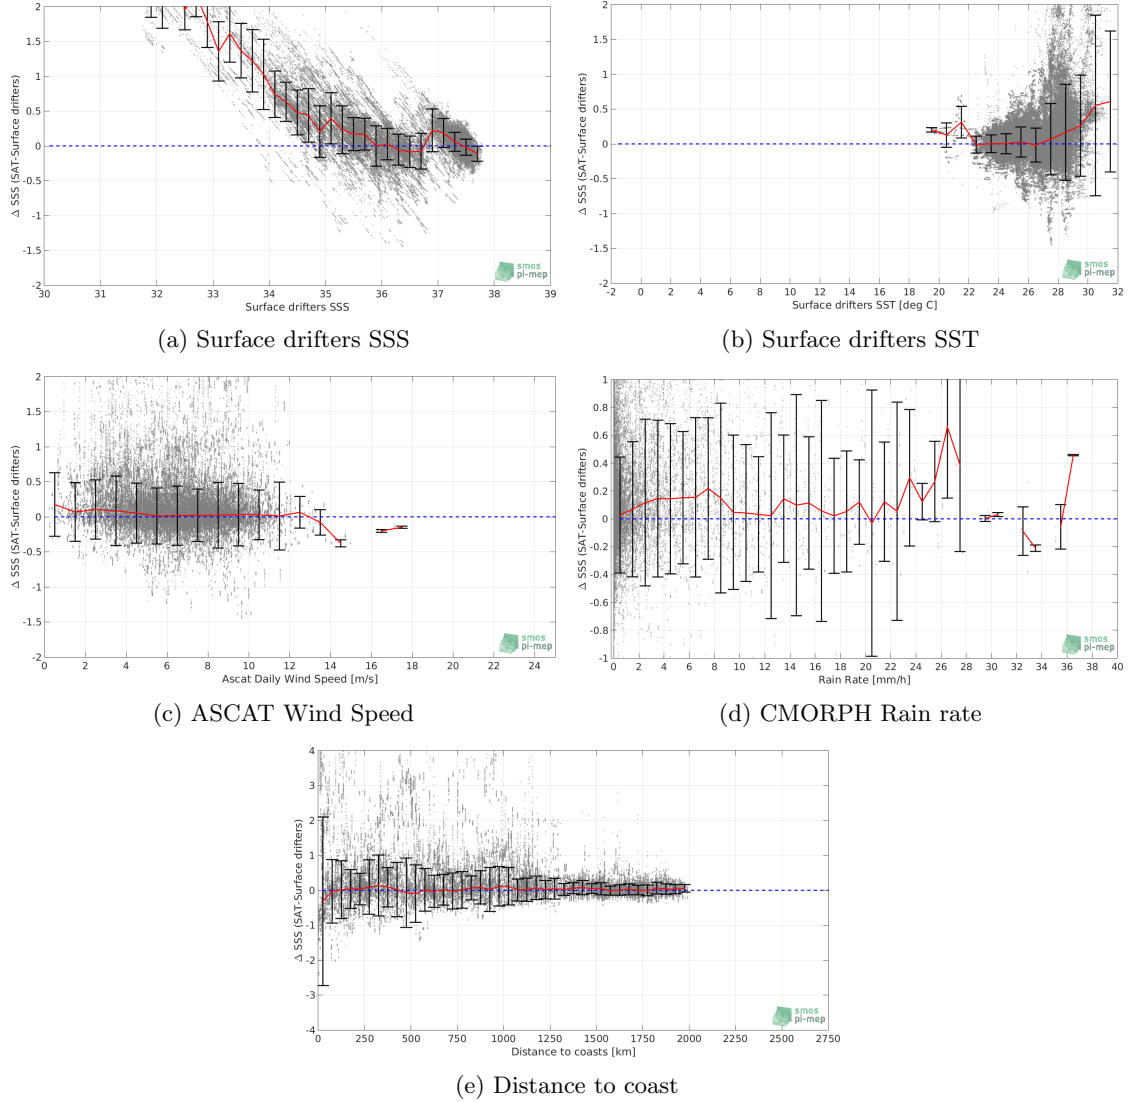 2
1.5
1
0.5
0
-0.5
-1
-1.5
-2
Δ SSS (SAT-Surface drifters)
30 31 32 33 34 35 36 37 38 39
Surface drifters SSS
smos
pi-mep
(a) Surface drifters SSS
2
1.5
1
0.5
0
-0.5
-1
-1.5
-2
Δ SSS (SAT-Surface drifters)
-2 0 2 4 6 8 10 12 14 16 18 20 22 24 26 28 30 32
Surface drifters SST [deg C]
smos
pi-mep
(b) Surface drifters SST
2
1.5
1
0.5
0
-0.5
-1
-1.5
-2
Δ SSS (SAT-Surface drifters)
0 2 4 6 8 10 12 14 16 18 20 22 24
Ascat Daily Wind Speed [m/s]
smos
pi-mep
(c) ASCAT Wind Speed
1
0.8
0.6
0.4
0.2
0
-0.2
-0.4
-0.6
-0.8
-1
Δ SSS (SAT-Surface drifters)
0 2 4 6 8 10 12 14 16 18 20 22 24 26 28 30 32 34 36 38 40
Rain Rate [mm/h]
smos
pi-mep
(d) CMORPH Rain rate
4
3
2
1
0
-1
-2
-3
-4
Δ SSS (SAT-Surface drifters)
0 250 500 750 1000 1250 1500 1750 2000 2250 2500 2750
Distance to coasts [km]
smos
pi-mep
(e) Distance to coast